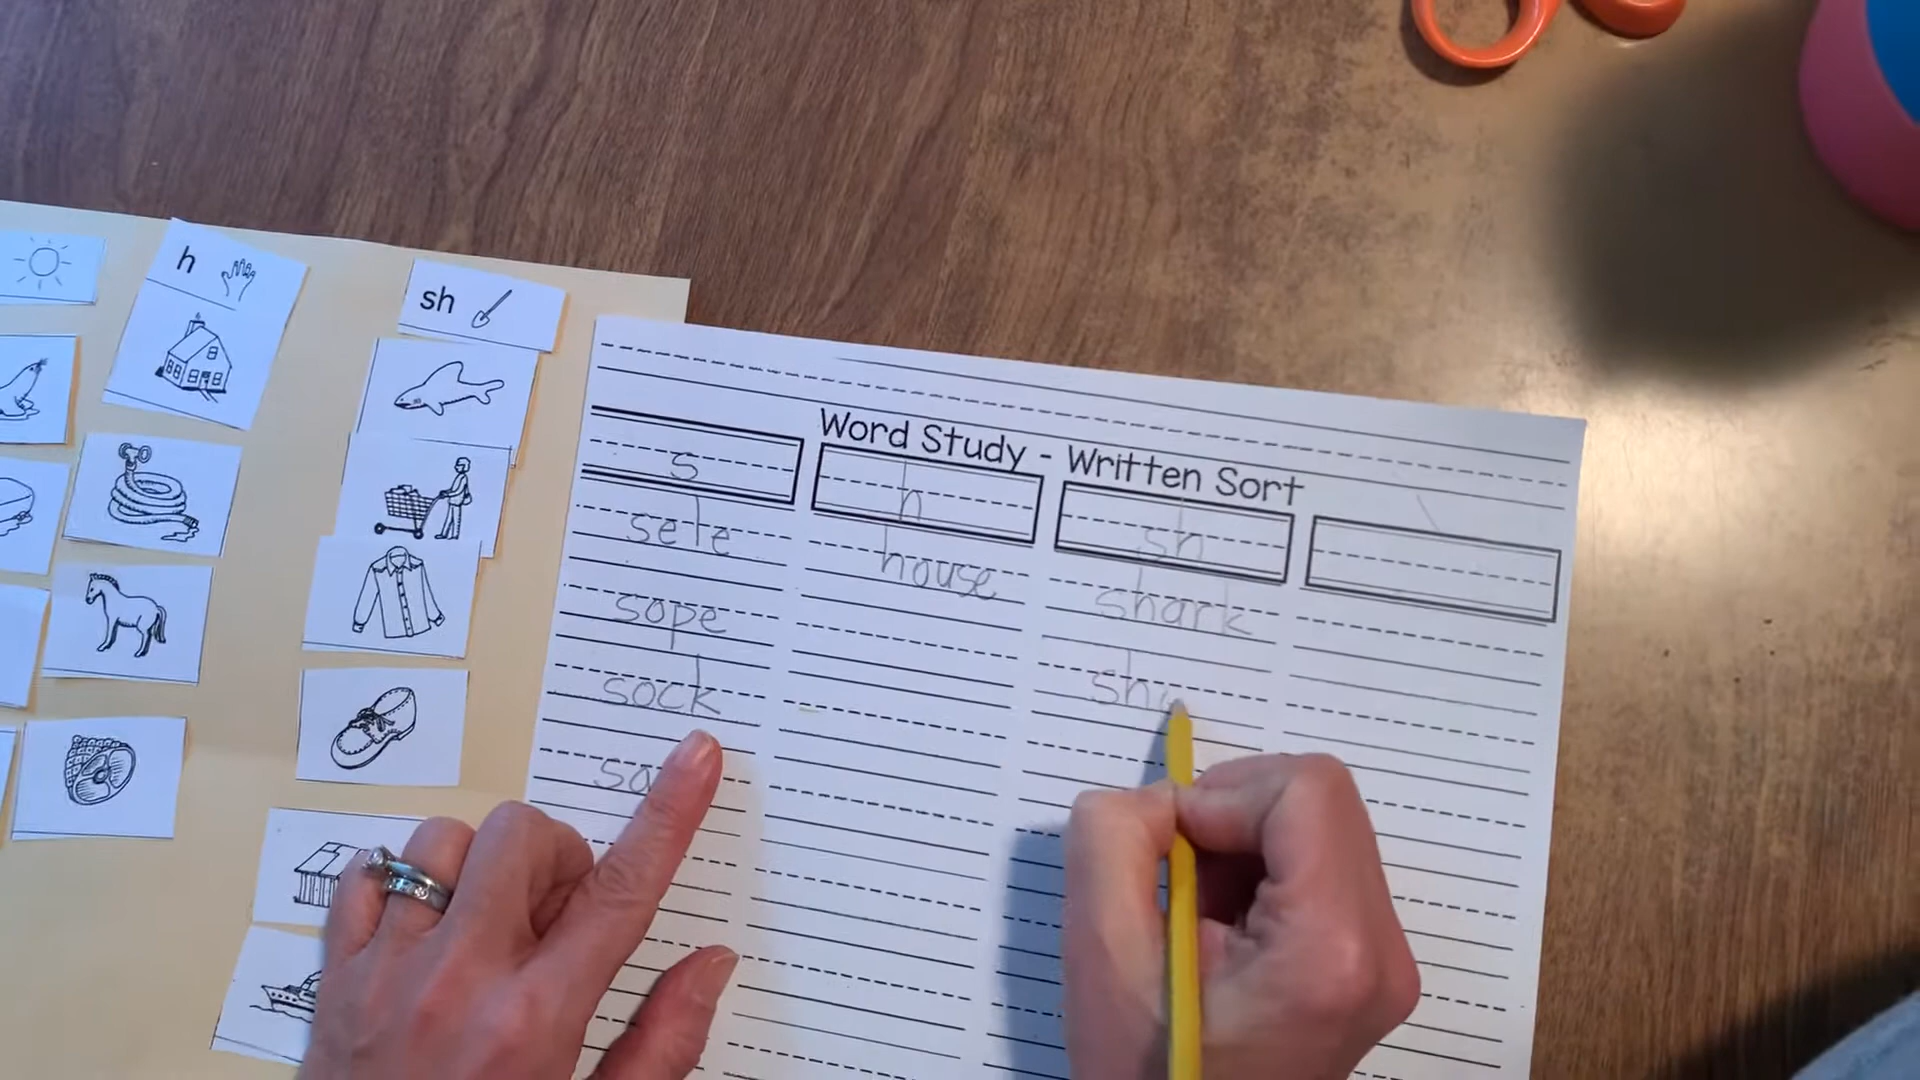 h
sh
Word Study - Written Sort
s
h
sh
sele
house
shark
sope
sock